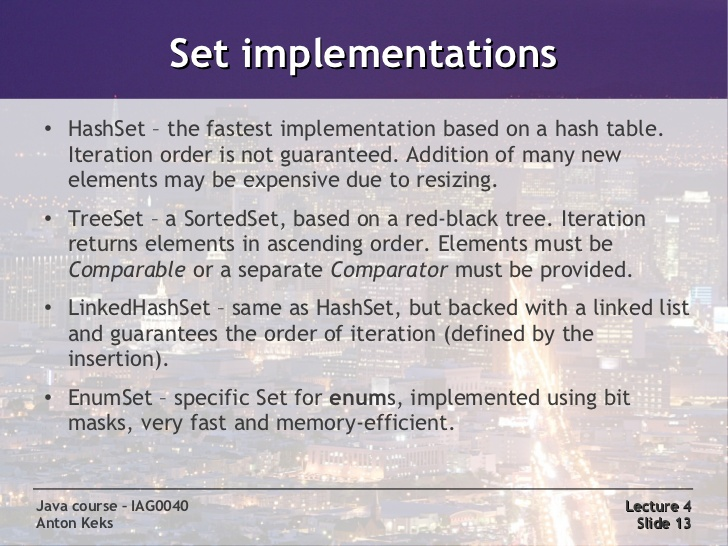 Set implementations
• HashSet – the fastest implementation based on a hash table.
Iteration order is not guaranteed. Addition of many new
elements may be expensive due to resizing.
• TreeSet – a SortedSet, based on a red-black tree. Iteration
returns elements in ascending order. Elements must be
Comparable or a separate Comparator must be provided.
• LinkedHashSet – same as HashSet, but backed with a linked list
and guarantees the order of iteration (defined by the
insertion).
• EnumSet – specific Set for enums, implemented using bit
masks, very fast and memory-efficient.
Java course – IAG0040
Anton Keks
Lecture 4
Slide 13